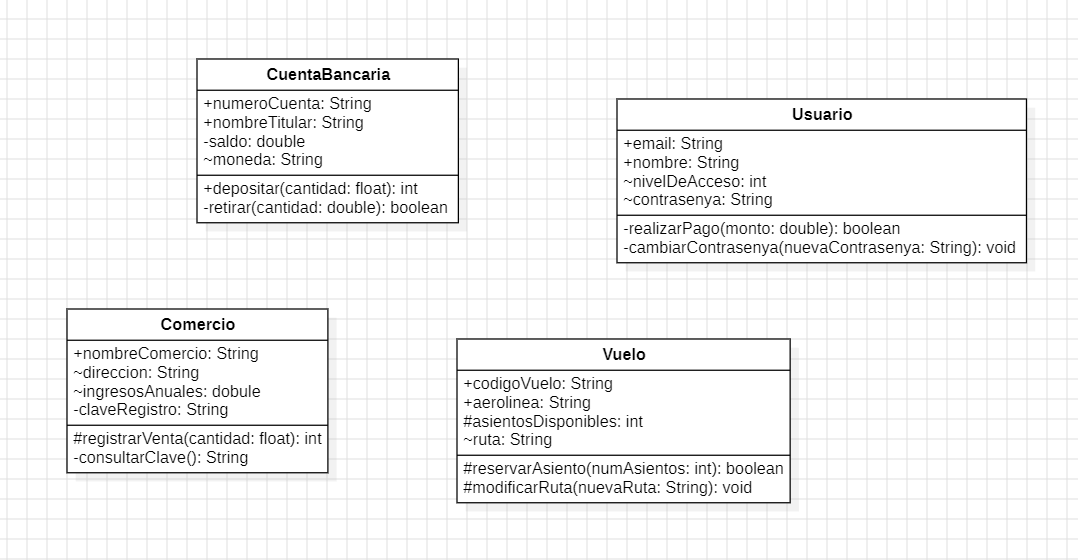 CuentaBancaria
+numeroCuenta: String
+nombreTitular: String
-saldo: double
~moneda: String
+depositar(cantidad: float): int
-retirar(cantidad: double): boolean
Usuario
+email: String
+nombre: String
~nivelDeAcceso: int
~contrasenya: String
-realizarPago(monto: double): boolean
-cambiarContrasenya(nuevaContrasenya: String): void
Comercio
+nombreComercio: String
~direccion: String
~ingresosAnuales: dobule
-claveRegistro: String
#registrarVenta(cantidad: float): int
-consultarClave(): String
Vuelo
+codigoVuelo: String
+aerolinea: String
#asientosDisponibles: int
~ruta: String
#reservarAsiento(numAsientos: int): boolean
#modificarRuta(nuevaRuta: String): void